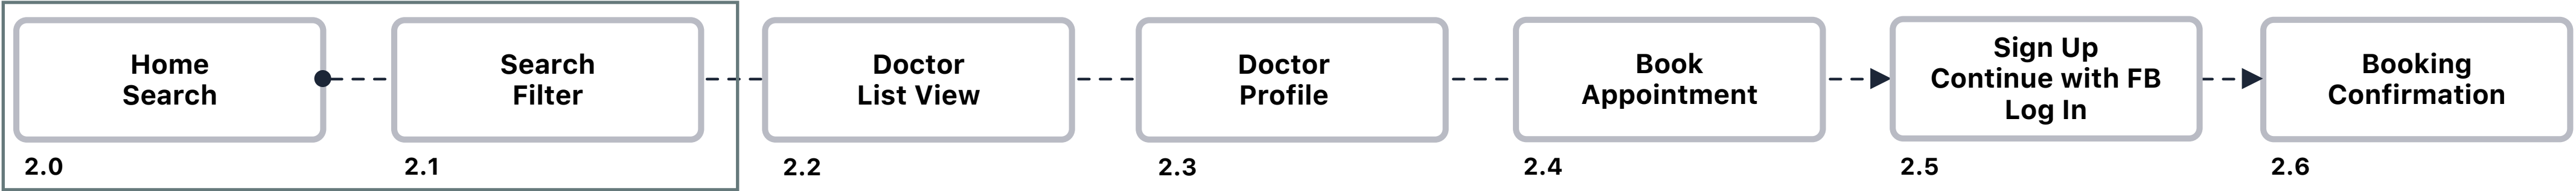 Home
Search
2.0
Search
Filter
2.1
Doctor
List View
2.2
Doctor
Profile
2.3
Book
Appointment
2.4
Sign Up
Continue with FB
Log In
2.5
Booking
Confirmation
2.6